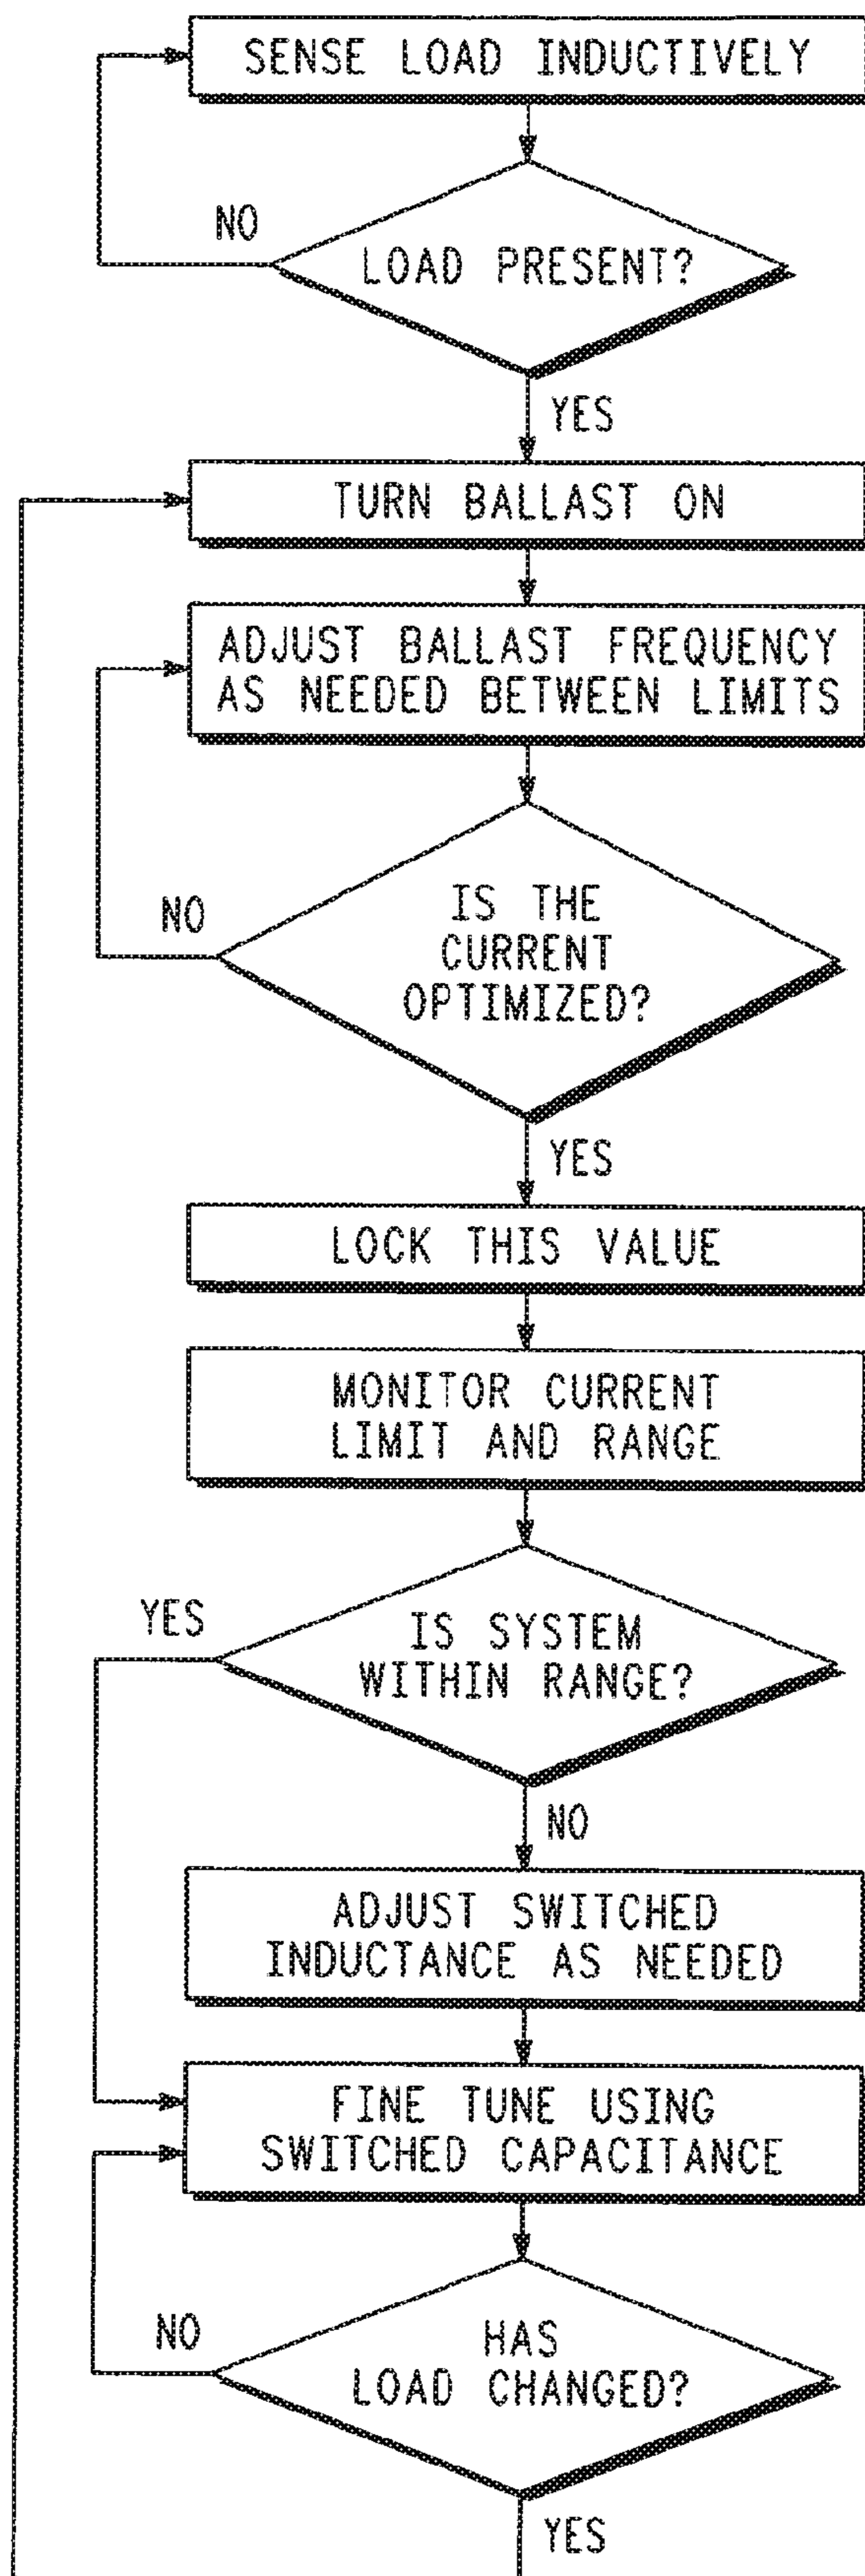 SENSE LOAD INDUCTIVELY
NO
LOAD PRESENT?
YES
TURN BALLAST ON
ADJUST BALLAST FREQUENCY
AS NEEDED BETWEEN LIMITS
NO
IS THE
CURRENT
OPTIMIZED?
YES
LOCK THIS VALUE
MONITOR CURRENT
LIMIT AND RANGE
YES
IS SYSTEM
WITHIN RANGE?
NO
ADJUST SWITCHED
INDUCTANCE AS NEEDED
FINE TUNE USING
SWITCHED CAPACITANCE
NO
HAS
LOAD CHANGED?
YES